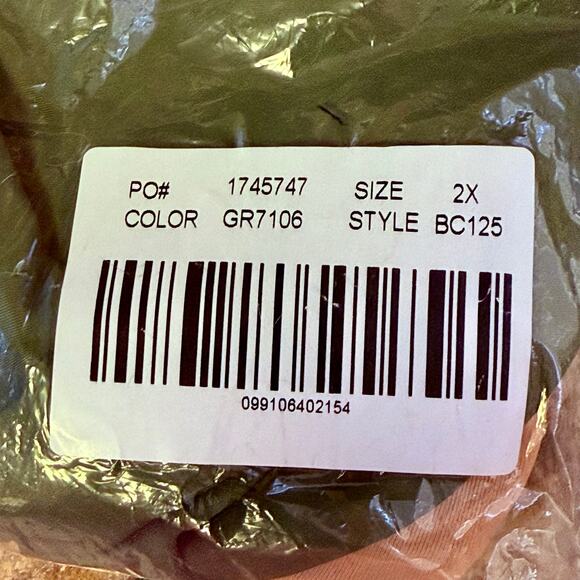 PO# 1745747 SIZE 2X
COLOR GR7106 STYLE BC125
099106402154